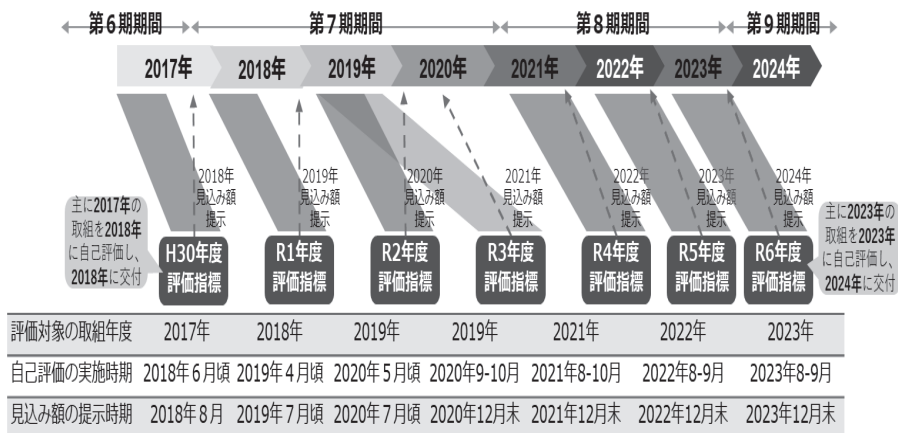 第６期期間 第７期期間 第８期期間 第９期期間
2017年 2018年 2019年 2020年 2021年 2022年 2023年 2024年
2018年
見込み額
提示
2019年
見込み額
提示
2020年
見込み額
提示
2021年
見込み額
提示
2022年
見込み額
提示
2023年
見込み額
提示
2024年
見込み額
提示
主に2017年の
取組を2018年
に自己評価し、
2018年に交付
H30年度
評価指標
R1年度
評価指標
R2年度
評価指標
R3年度
評価指標
R4年度
評価指標
R5年度
評価指標
R6年度
評価指標
主に2023年の
取組を2023年
に自己評価し、
2024年に交付
評価対象の取組年度 2017年 2018年 2019年 2019年 2021年 2022年 2023年
自己評価の実施時期 2018年６月頃 2019年４月頃 2020年５月頃 2020年9-10月 2021年8-10月 2022年8-9月 2023年8-9月
見込み額の提示時期 2018年８月 2019年７月頃 2020年７月頃 2020年12月末 2021年12月末 2022年12月末 2023年12月末